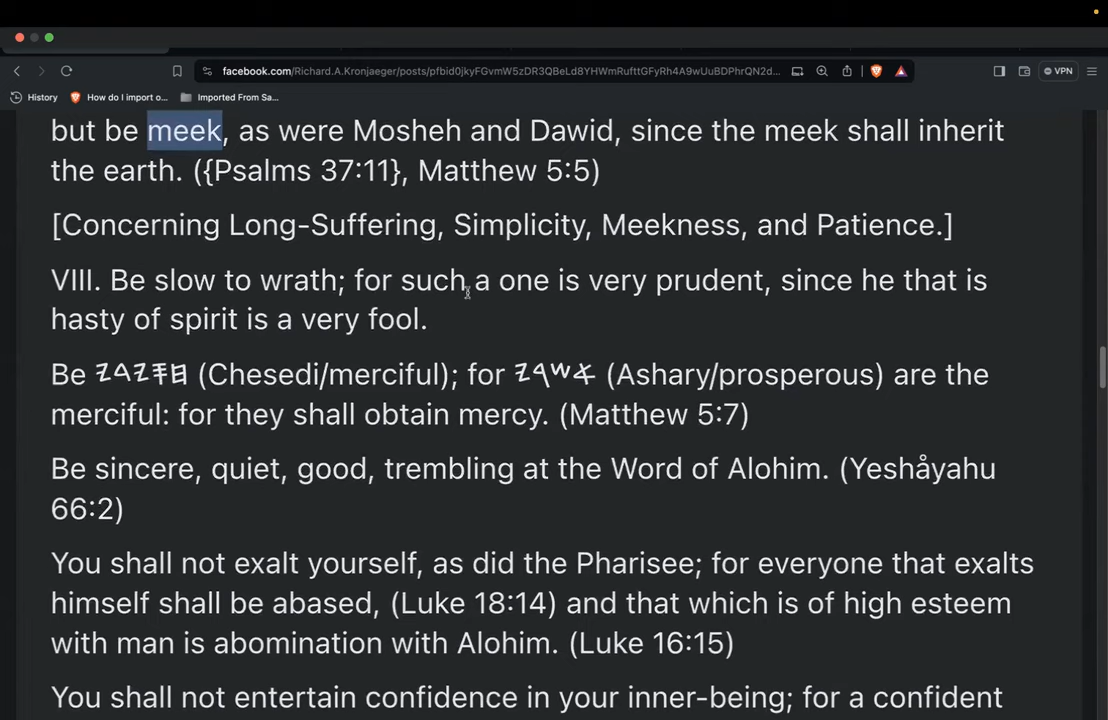 facebook.com/Richard.A.Kronjaeger/posts/pfbid0jkyFGvmW5zDR3QBeLd8YHWmRufttGFyRh4A9wUuBDPhrQN2d...
VPN
History
How do I import o...
Imported From Sa...
but be meek, as were Mosheh and Dawid, since the meek shall inherit
the earth. ({Psalms 37:11}, Matthew 5:5)
[Concerning Long-Suffering, Simplicity, Meekness, and Patience.]
VIII. Be slow to wrath; for such a one is very prudent, since he that is
hasty of spirit is a very fool.
Be (Chesedi/merciful); for (Ashary/prosperous) are the
merciful: for they shall obtain mercy. (Matthew 5:7)
Be sincere, quiet, good, trembling at the Word of Alohim. (Yeshåyahu
66:2)
You shall not exalt yourself, as did the Pharisee; for everyone that exalts
himself shall be abased, (Luke 18:14) and that which is of high esteem
with man is abomination with Alohim. (Luke 16:15)
You shall not entertain confidence in your inner-being; for a confident